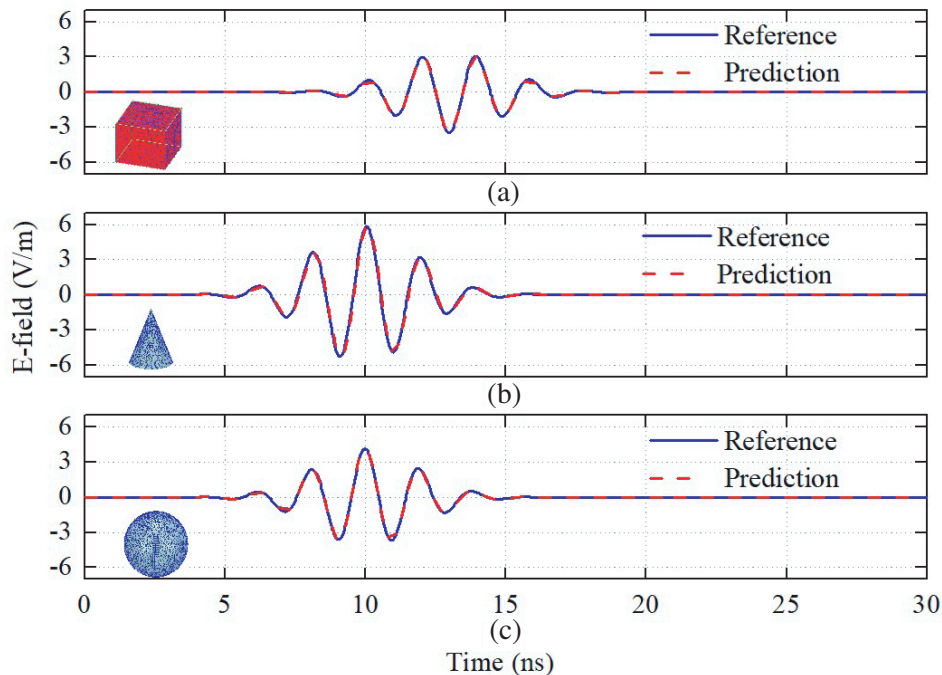 6
3
0
-3
-6
Reference
Prediction
(a)
E-field (V/m)
6
3
0
-3
-6
Reference
Prediction
(b)
6
3
0
-3
-6
Reference
Prediction
0 5 10 15 20 25 30
(c)
Time (ns)